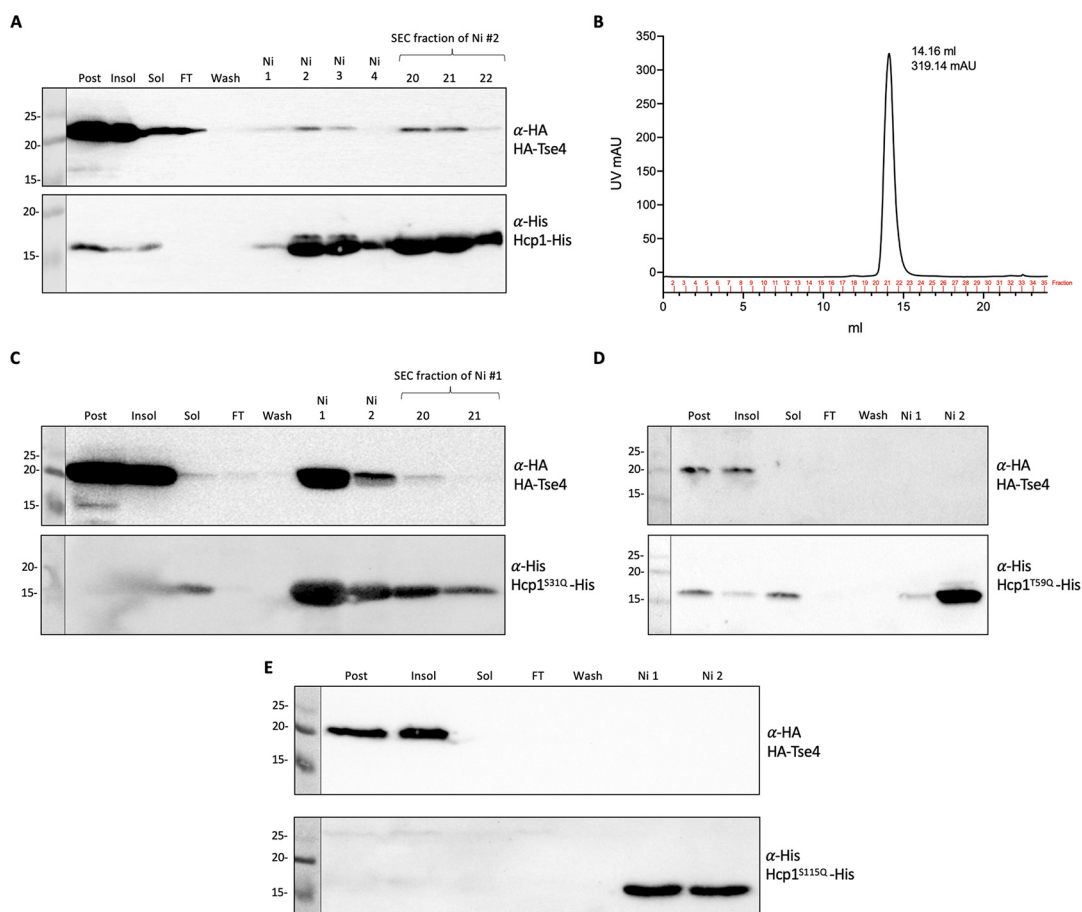 A
SEC fraction of Ni #2
Post Insol Sol FT Wash Ni 1 Ni 2 Ni 3 Ni 4 20 21 22
25-
20-
15-
α-HA
HA-Tse4
20-
15-
α-His
Hcp1-His
B
350
300
250
200
150
100
50
0
UV mAU
14.16 ml
319.14 mAU
2 3 4 5 6 7 8 9 10 11 12 13 14 15 16 17 18 19 20 21 22 23 24 25 26 27 28 29 30 31 32 33 34 35 Fraction
0 5 10 15 20
ml
C
SEC fraction of Ni #1
Post Insol Sol FT Wash Ni 1 Ni 2 20 21
25-
20-
15-
α-HA
HA-Tse4
20-
15-
α-His
Hcp1S31Q-His
D
Post Insol Sol FT Wash Ni 1 Ni 2
25-
20-
15-
α-HA
HA-Tse4
25-
20-
15-
α-His
Hcp1T59Q-His
E
Post Insol Sol FT Wash Ni 1 Ni 2
25-
20-
15-
α-HA
HA-Tse4
25-
20-
15-
α-His
Hcp1S115Q-His